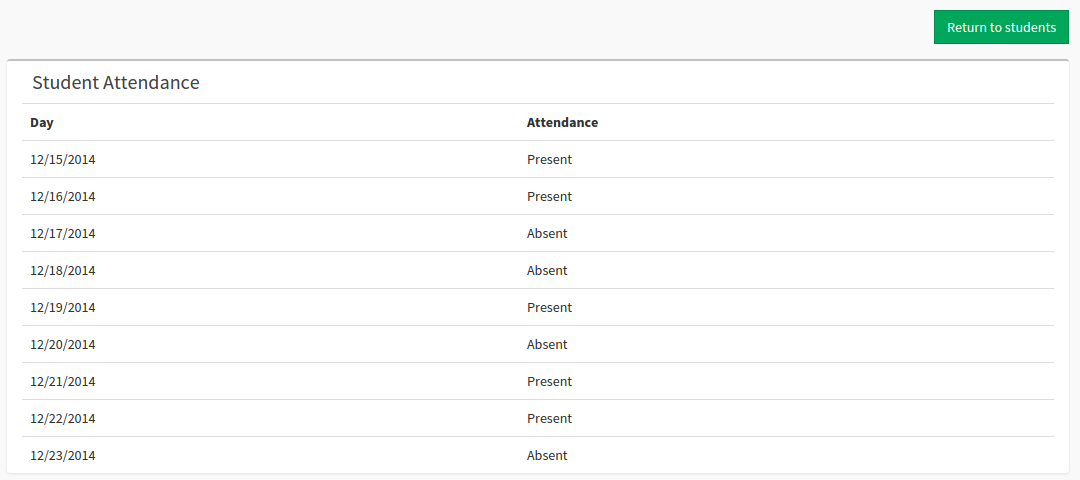 Return to students
Student Attendance
Day Attendance
12/15/2014 Present
12/16/2014 Present
12/17/2014 Absent
12/18/2014 Absent
12/19/2014 Present
12/20/2014 Absent
12/21/2014 Present
12/22/2014 Present
12/23/2014 Absent